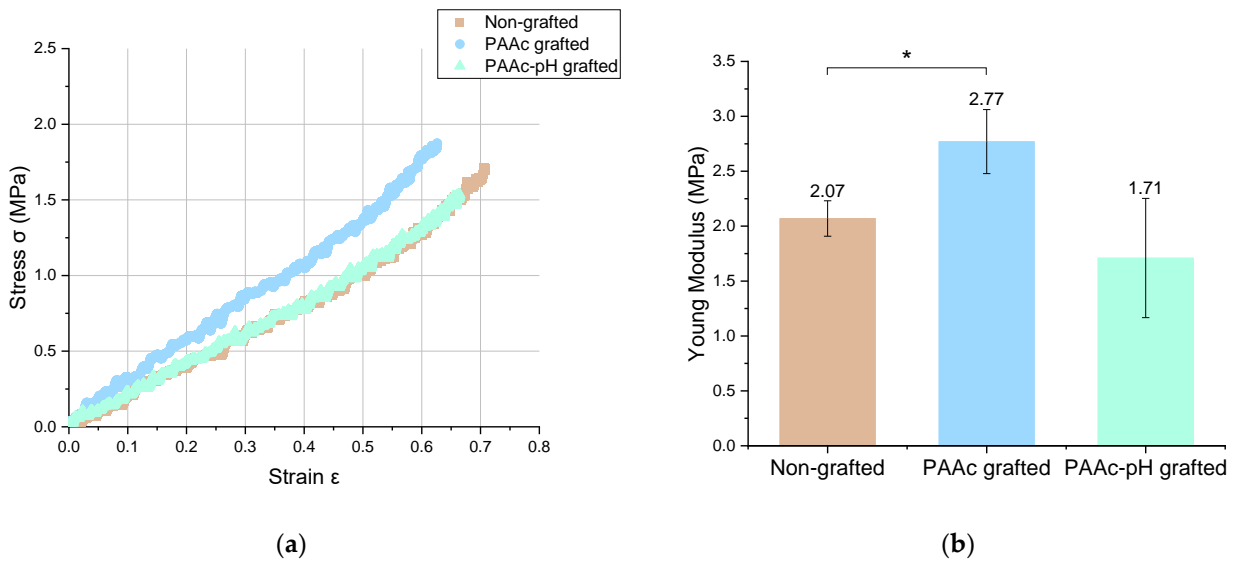 Non-grafted
PAAc grafted
PAAc-pH grafted
2.5
2.0
1.5
1.0
0.5
0.0
Stress σ (MPa)
0.0 0.1 0.2 0.3 0.4 0.5 0.6 0.7 0.8
Strain ε
(a)
3.5
3.0
2.5
2.0
1.5
1.0
0.5
0.0
Young Modulus (MPa)
*
2.07
2.77
1.71
Non-grafted PAAc grafted PAAc-pH grafted
(b)